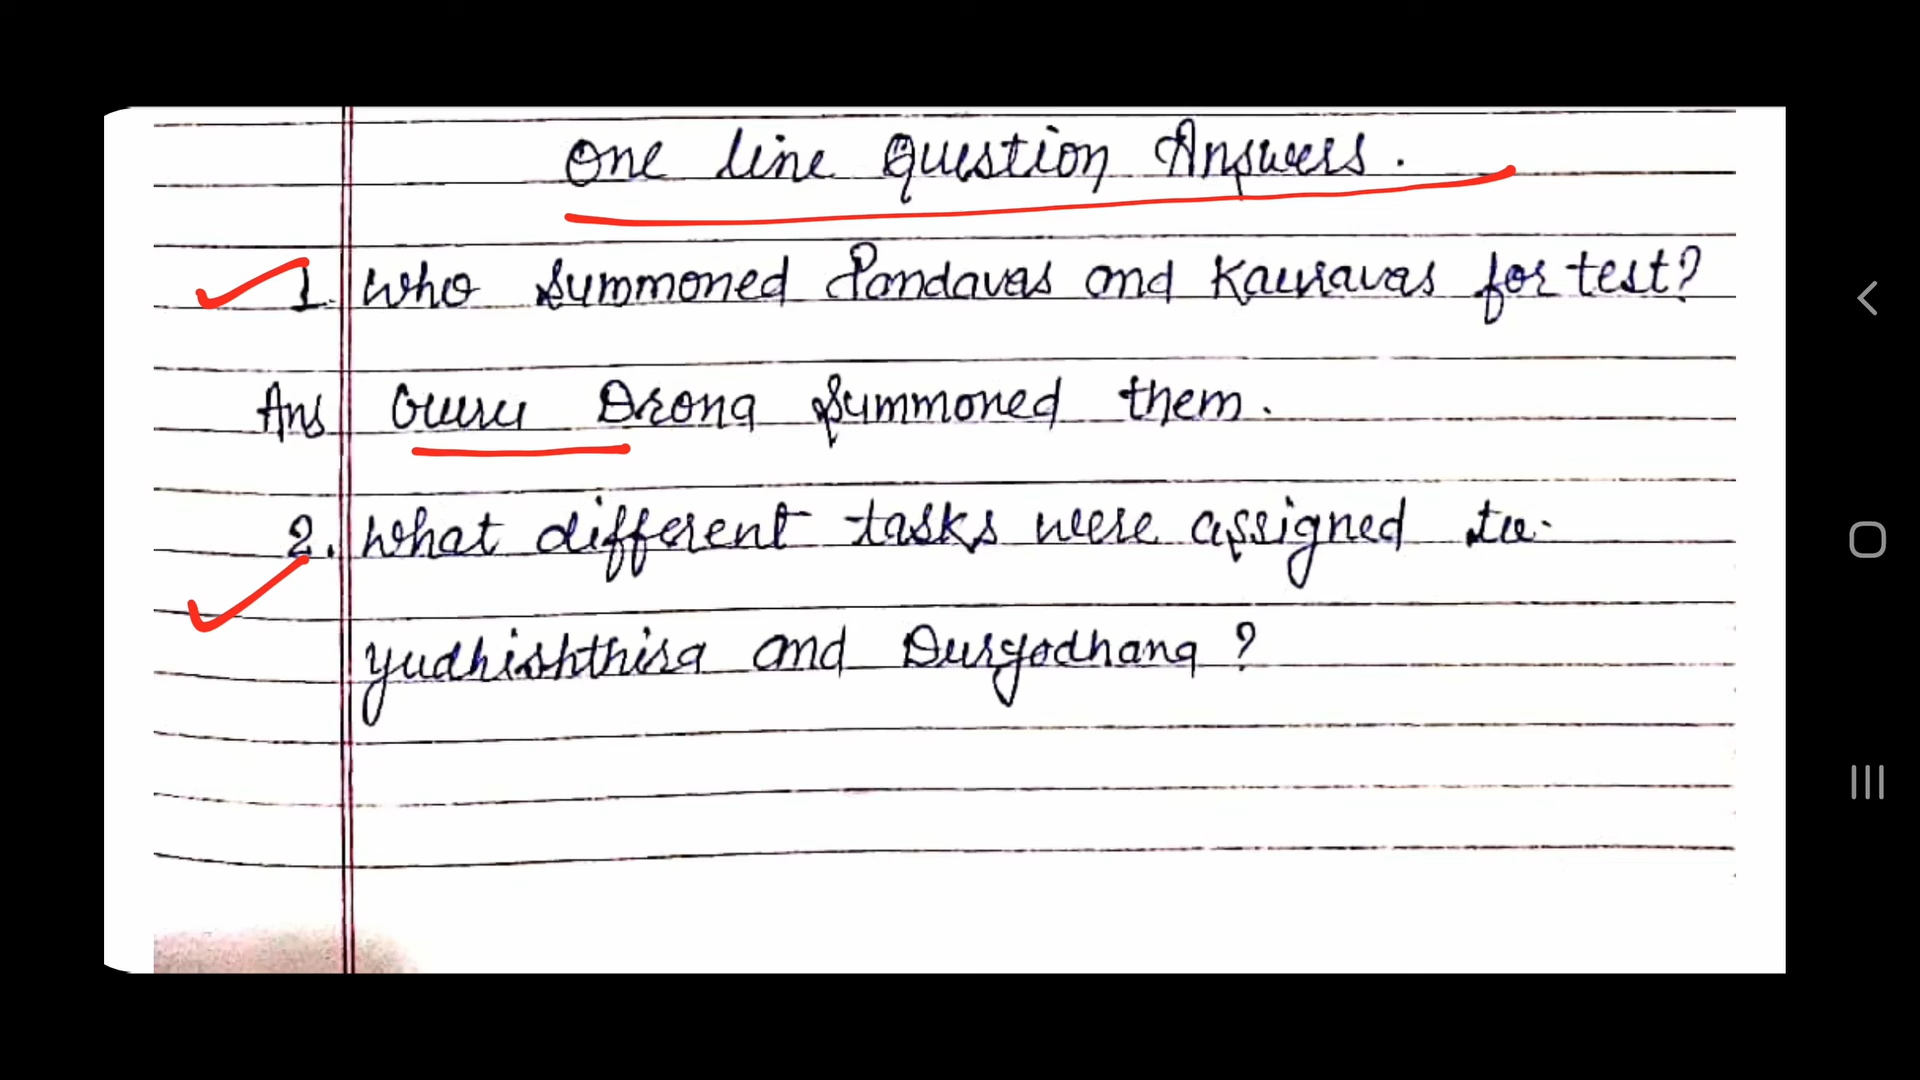 One line Question Answers.
1. Who summoned Pandavas and Kauravas for test?
Ans Guru Drona summoned them.
2. What different tasks were assigned to
Yudhishthira and Duryodhana ?